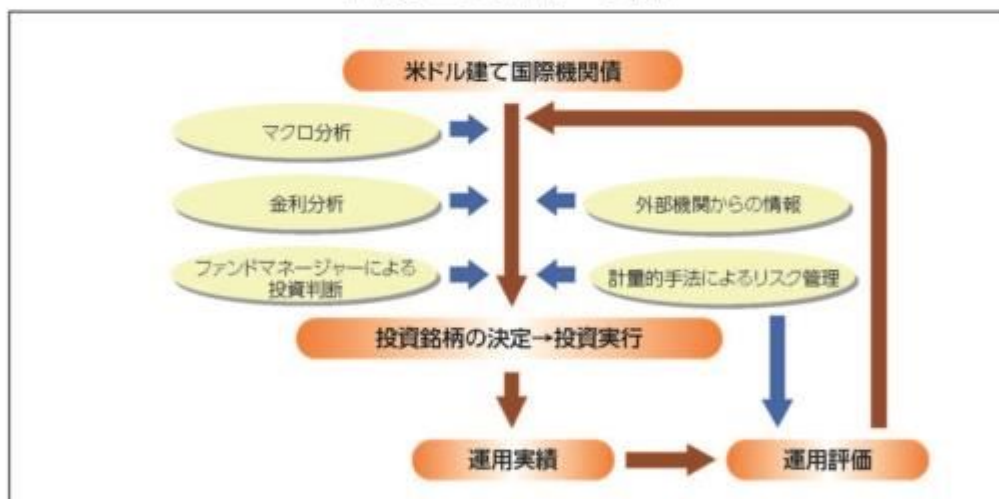 米ドル建て国際機関債
マクロ分析
金利分析
外部機関からの情報
ファンドマネージャーによる
投資判断
計量的手法によるリスク管理
投資銘柄の決定→投資実行
運用実績
運用評価